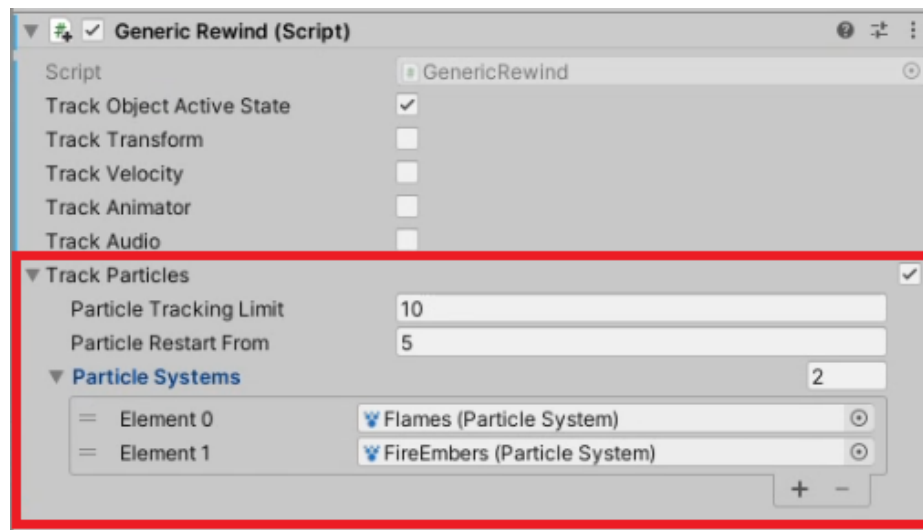 Generic Rewind (Script)
Script GenericRewind
Track Object Active State
Track Transform
Track Velocity
Track Animator
Track Audio
Track Particles
Particle Tracking Limit 10
Particle Restart From 5
Particle Systems 2
Element 0 Flames (Particle System)
Element 1 FireEmbers (Particle System)